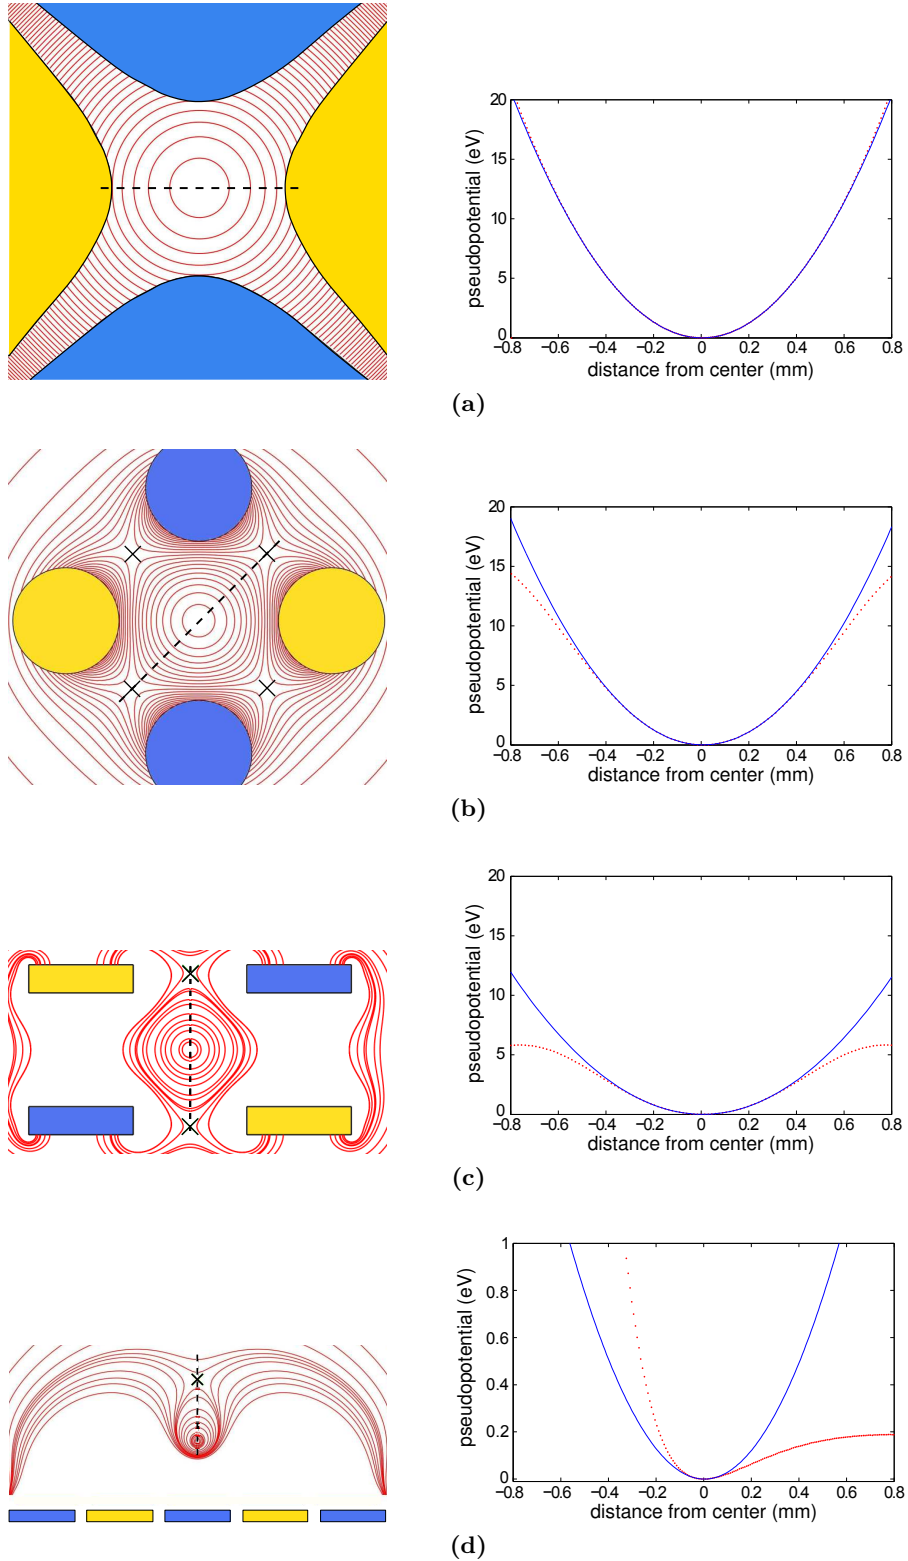 20
15
10
5
0
pseudopotential (eV)
−0.8 −0.6 −0.4 −0.2 0 0.2 0.4 0.6 0.8
distance from center (mm)
(a)
20
15
10
5
0
pseudopotential (eV)
−0.8 −0.6 −0.4 −0.2 0 0.2 0.4 0.6 0.8
distance from center (mm)
(b)
20
15
10
5
0
pseudopotential (eV)
−0.8 −0.6 −0.4 −0.2 0 0.2 0.4 0.6 0.8
distance from center (mm)
(c)
1
0.8
0.6
0.4
0.2
0
pseudopotential (eV)
−0.8 −0.6 −0.4 −0.2 0 0.2 0.4 0.6 0.8
distance from center (mm)
(d)